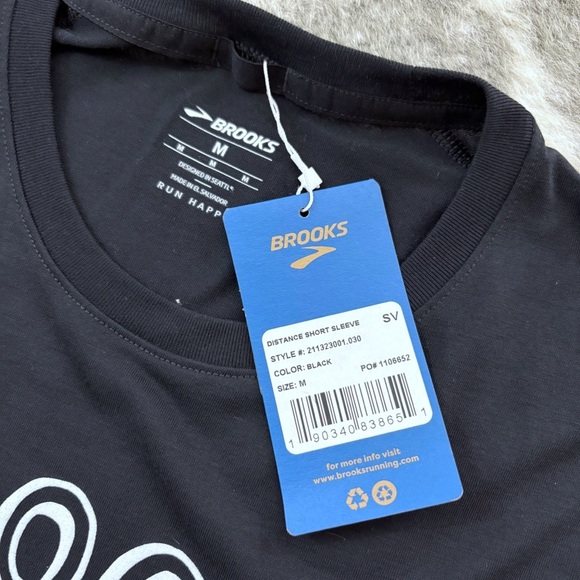 BROOKS
M
M M M
DESIGNED IN SEATTLE
MADE IN EL SALVADOR
RUN HAPP
BROOKS
DISTANCE SHORT SLEEVE
SV
STYLE #: 211323001.030
COLOR: BLACK
PO# 1106652
SIZE: M
1 90340 83865 1
for more info visit
www.brooksrunning.com